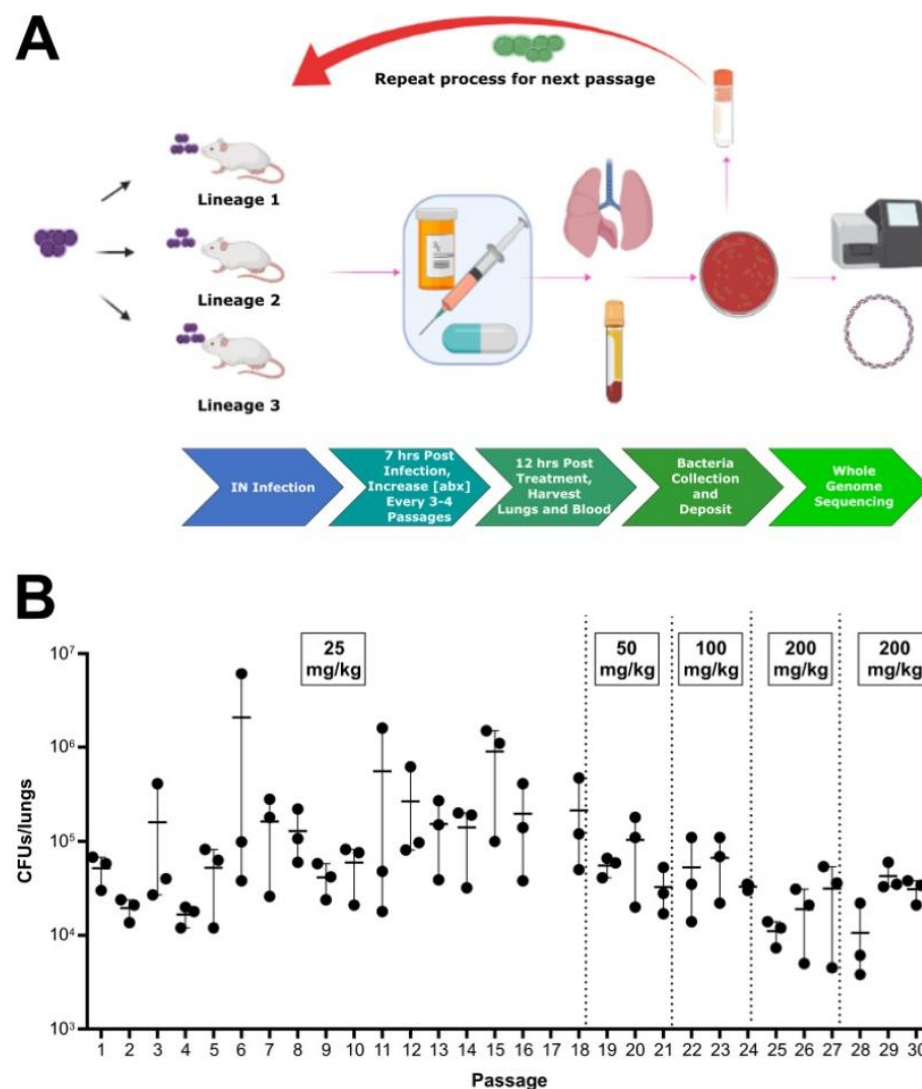 A
Repeat process for next passage
Lineage 1
Lineage 2
Lineage 3
IN Infection
7 hrs Post
Infection,
Increase [abx]
Every 3-4
Passages
12 hrs Post
Treatment,
Harvest
Lungs and Blood
Bacteria
Collection
and
Deposit
Whole
Genome
Sequencing
B
25
mg/kg
50
mg/kg
100
mg/kg
200
mg/kg
200
mg/kg
10⁷
10⁶
10⁵
10⁴
10³
CFUs/lungs
1 2 3 4 5 6 7 8 9 10 11 12 13 14 15 16 17 18 19 20 21 22 23 24 25 26 27 28 29 30
Passage